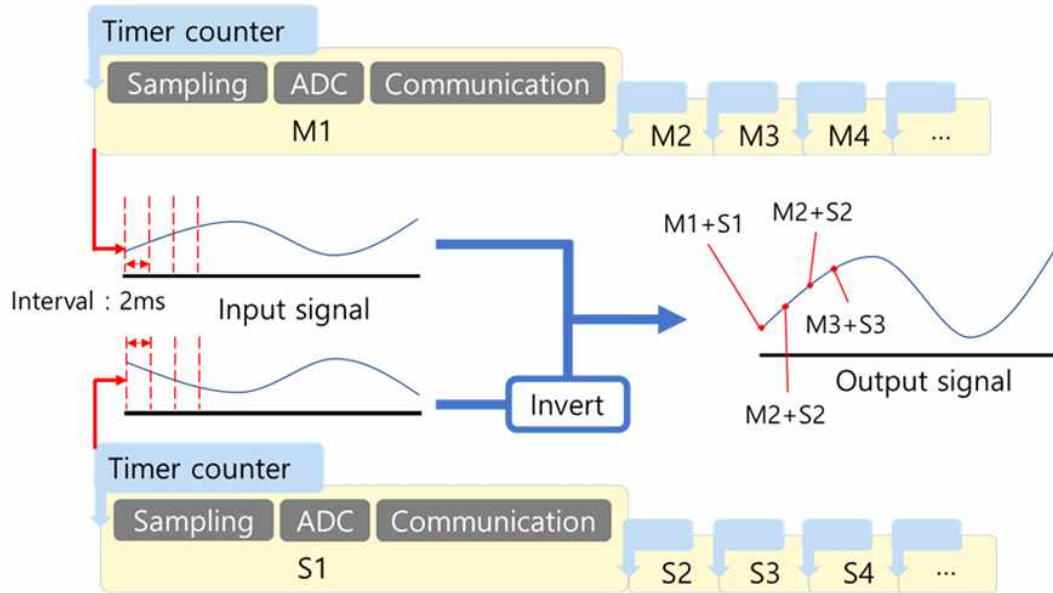 Timer counter
Sampling ADC Communication
M1
M2 M3 M4 ...
Interval : 2ms
Input signal
Invert
M1+S1
M2+S2
M3+S3
M2+S2
Output signal
Timer counter
Sampling ADC Communication
S1
S2 S3 S4 ...